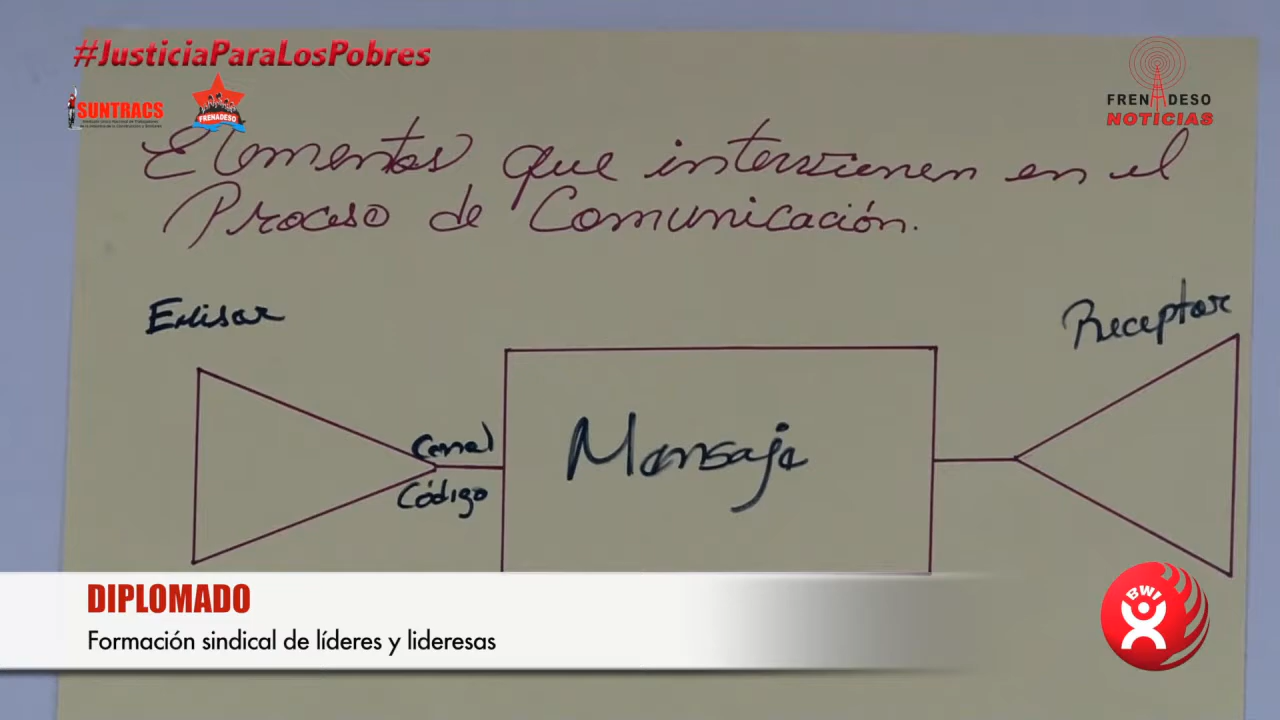 #JusticiaParaLosPobres
SUNTRACS
FRENADESO
FRENADESO
NOTICIAS
Elementos que intervienen en el
Proceso de Comunicación.
Emisor
Receptor
Canal
Código
Mensaje
DIPLOMADO
Formación sindical de líderes y lideresas
BWI